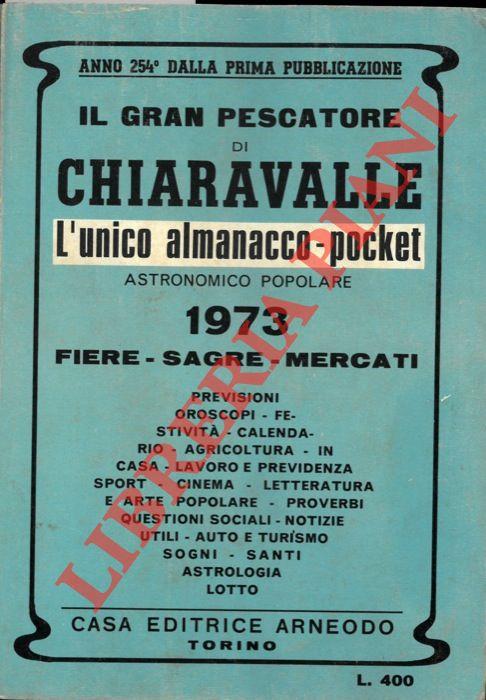 ANNO 254º DALLA PRIMA PUBBLICAZIONE
IL GRAN PESCATORE
DI
CHIARAVALLE
L'unico almanacco-pocket
ASTRONOMICO POPOLARE
1973
FIERE - SAGRE - MERCATI
PREVISIONI
OROSCOPI - FE-
STIVITÀ - CALENDA-
RIO - AGRICOLTURA - IN
CASA - LAVORO E PREVIDENZA
SPORT - CINEMA - LETTERATURA
E ARTE POPOLARE - PROVERBI
QUESTIONI SOCIALI - NOTIZIE
UTILI - AUTO E TURISMO
SOGNI - SANTI
ASTROLOGIA
LOTTO
CASA EDITRICE ARNEODO
TORINO
L. 400
LIBRERIA PIANI